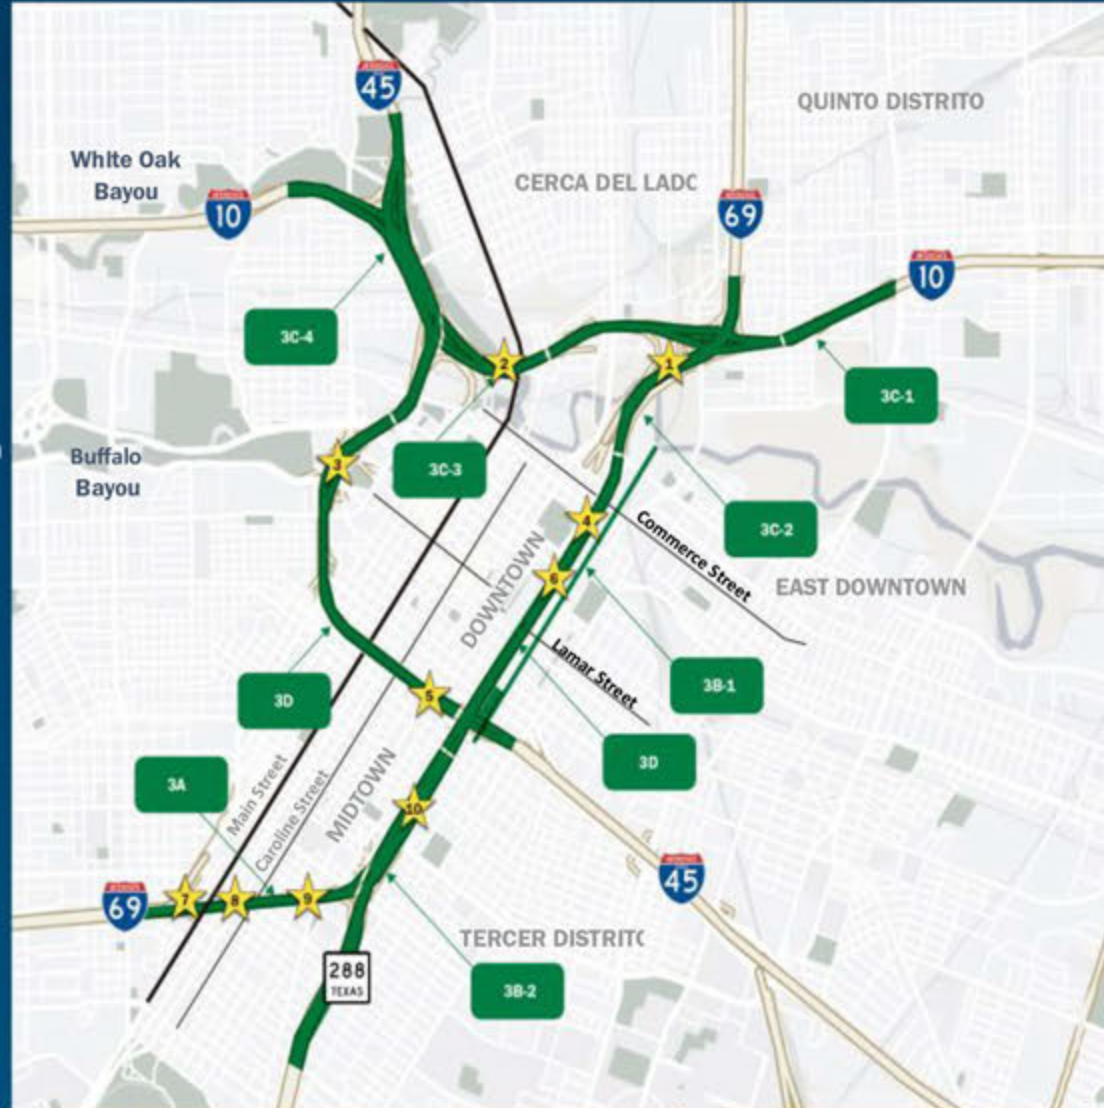 45
QUINTO DISTRITO
White Oak
Bayou
CERCA DEL LADC
10
69
10
3C-4
2
1
3C-1
3
3C-3
Buffalo
Bayou
4
Commerce Street
3C-2
6
DOWNTOWN
EAST DOWNTOWN
Lamar Street
3B-1
3D
5
3D
3A
Main Street
Caroline Street
MIDTOWN
10
45
69
7
8
9
TERCER DISTRITC
288
TEXAS
3B-2